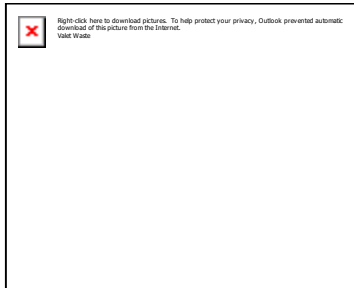 Right-click here to download pictures.  To help protect your privacy, Outlook prevented automatic
download of this picture from the Internet.
Valet Waste